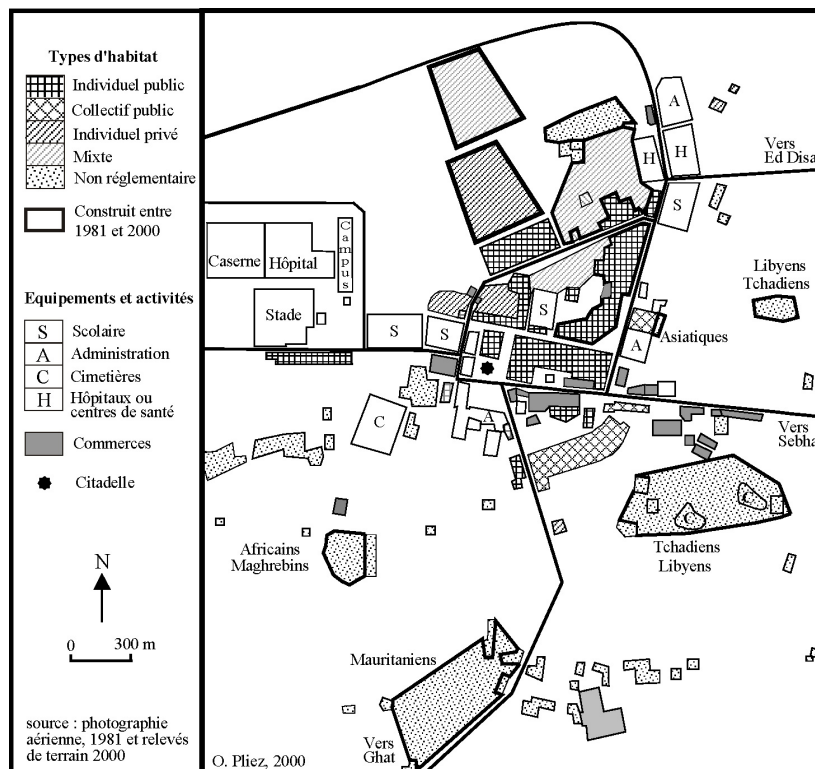 Types d'habitat
Individuel public
Collectif public
Individuel privé
Mixte
Non réglementaire
Construit entre
1981 et 2000
Equipements et activités
S Scolaire
A Administration
C Cimetières
H Hôpitaux ou
centres de santé
Commerces
Citadelle
N
0 300 m
source : photographie
aérienne, 1981 et relevés
de terrain 2000
A
Vers
Ed Disa
H
H
S
Campus
Caserne
Hôpital
Stade
S
S
S
Libyens
Tchadiens
Asiatiques
A
C
A
Vers
Sebha
C
C
Africains
Maghrebins
Tchadiens
Libyens
Mauritaniens
Vers
Ghat
O. Pliez, 2000